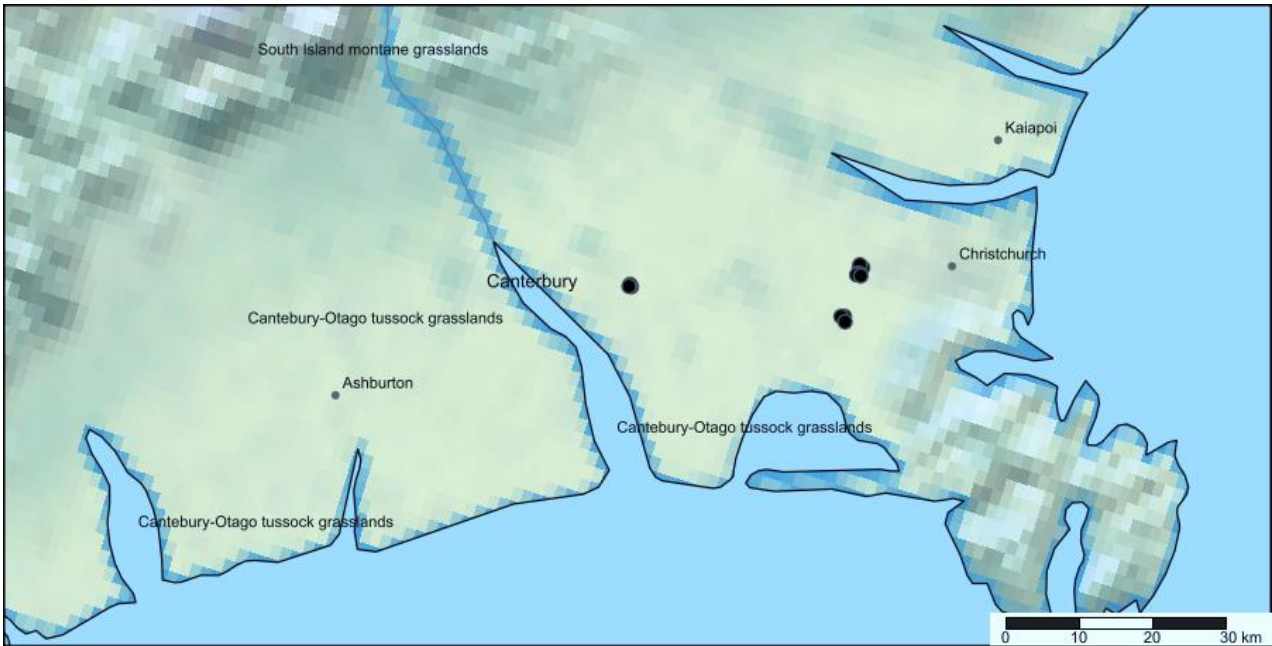 South Island montane grasslands
Kaiapoi
Christchurch
Canterbury
Cantebury-Otago tussock grasslands
Ashburton
Cantebury-Otago tussock grasslands
Cantebury-Otago tussock grasslands
0 10 20 30 km